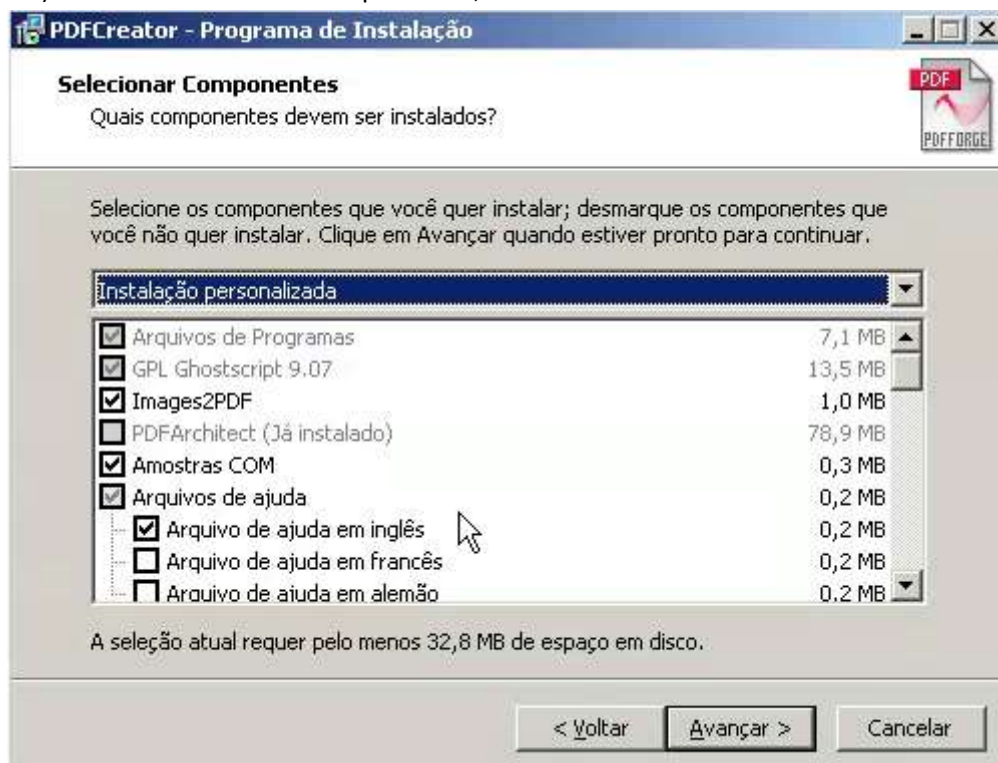 PDFCreator - Programa de Instalação
Selecionar Componentes
Quais componentes devem ser instalados?
PDF
PDFFORGE
Selecione os componentes que você quer instalar; desmarque os componentes que
você não quer instalar. Clique em Avançar quando estiver pronto para continuar.
Instalação personalizada
Arquivos de Programas 7,1 MB
GPL Ghostscript 9.07 13,5 MB
Images2PDF 1,0 MB
PDFArchitect (Já instalado) 78,9 MB
Amostras COM 0,3 MB
Arquivos de ajuda 0,2 MB
Arquivo de ajuda em inglês 0,2 MB
Arquivo de ajuda em francês 0,2 MB
Arquivo de ajuda em alemão 0.2 MB
A seleção atual requer pelo menos 32,8 MB de espaço em disco.
< Voltar Avançar > Cancelar